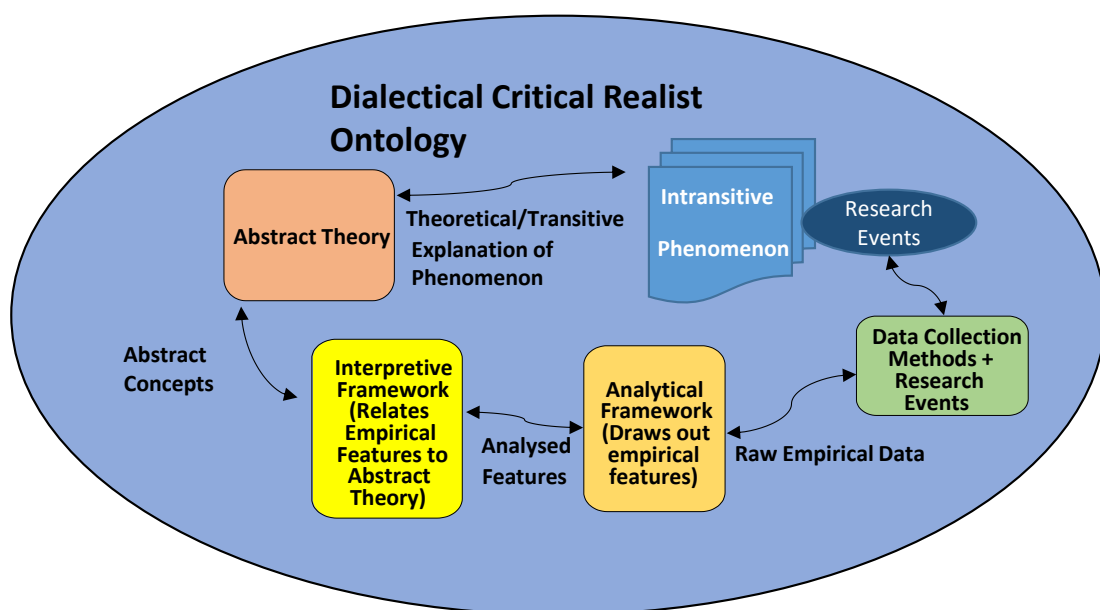 Dialectical Critical Realist
Ontology
Abstract Theory
Theoretical/Transitive
Explanation of
Phenomenon
Intransitive
Phenomenon
Research
Events
Data Collection
Methods +
Research
Events
Abstract
Concepts
Interpretive
Framework
(Relates
Empirical
Features to
Abstract
Theory)
Analysed
Features
Analytical
Framework
(Draws out
empirical
features)
Raw Empirical Data